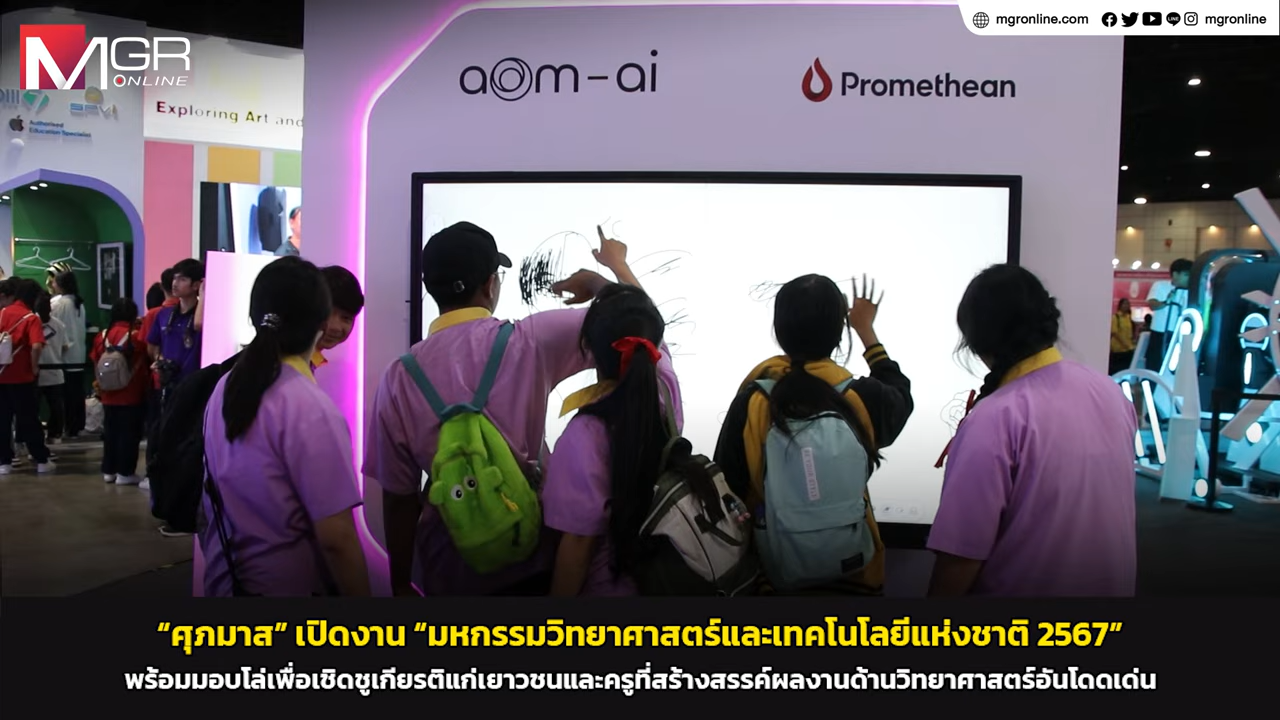 mgronline.com mgronline
MGR
ONLINE
aom-ai
Promethean
Authorised
Education Specialist
Exploring Art and
“ศุภมาส” เปิดงาน “มหกรรมวิทยาศาสตร์และเทคโนโลยีแห่งชาติ 2567”
พร้อมมอบโล่เพื่อเชิดชูเกียรติแก่เยาวชนและครูที่สร้างสรรค์ผลงานด้านวิทยาศาสตร์อันโดดเด่น